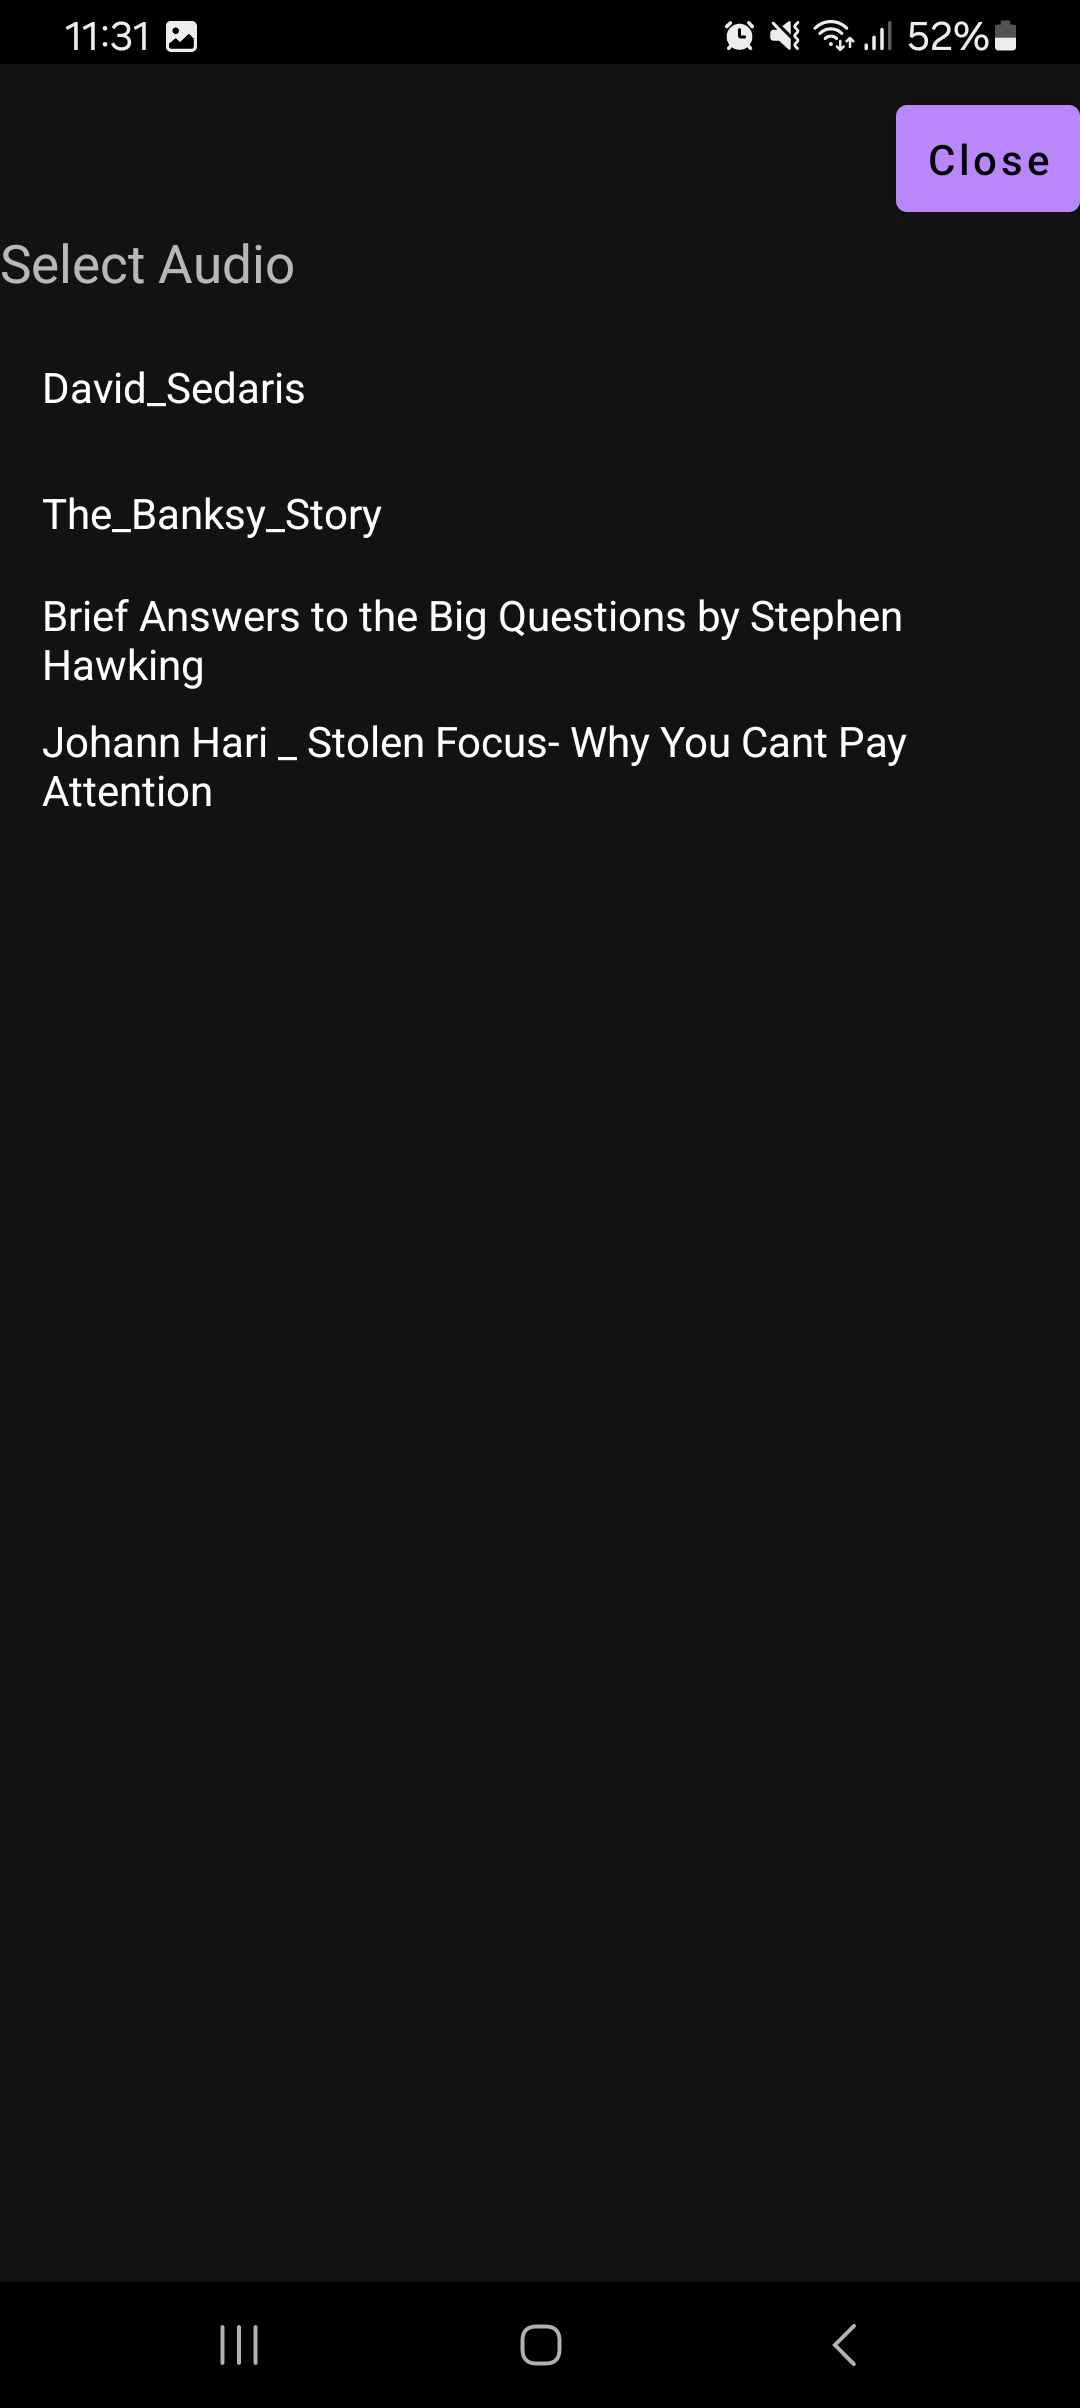 11:31
52%
Close
Select Audio
David_Sedaris
The_Banksy_Story
Brief Answers to the Big Questions by Stephen
Hawking
Johann Hari _ Stolen Focus- Why You Cant Pay
Attention